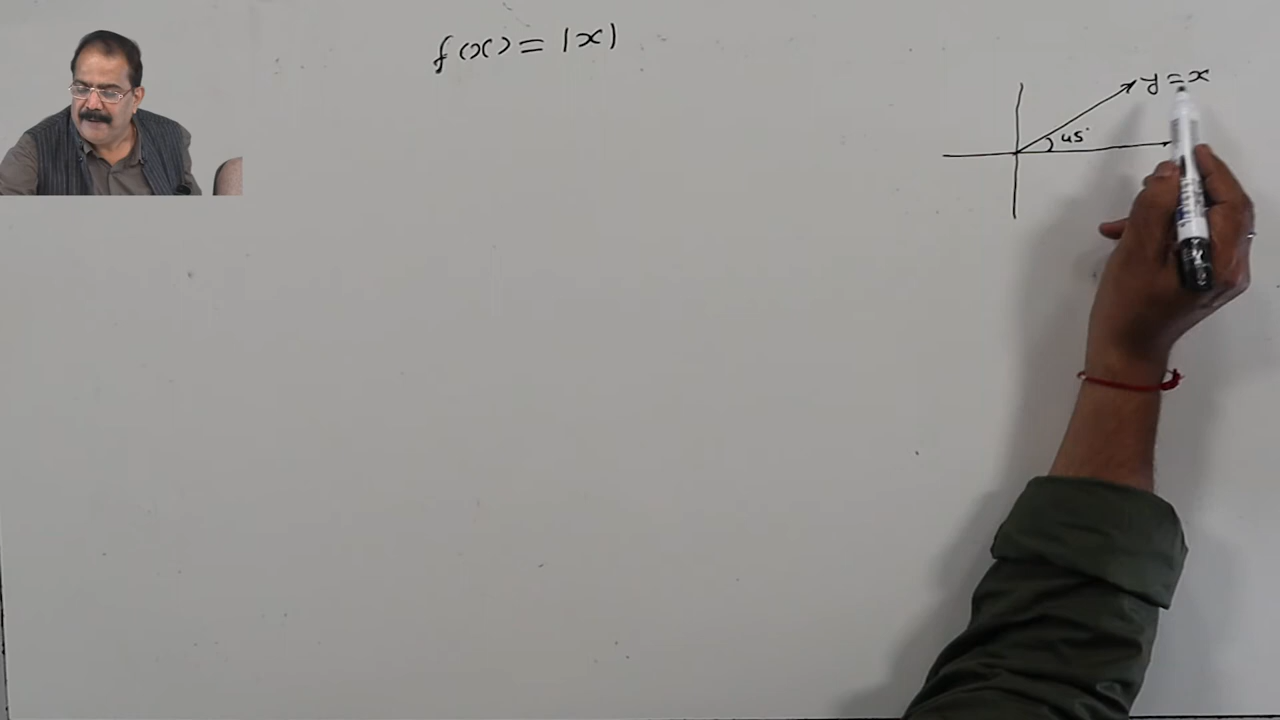 f(x) = |x|
y = x
45°